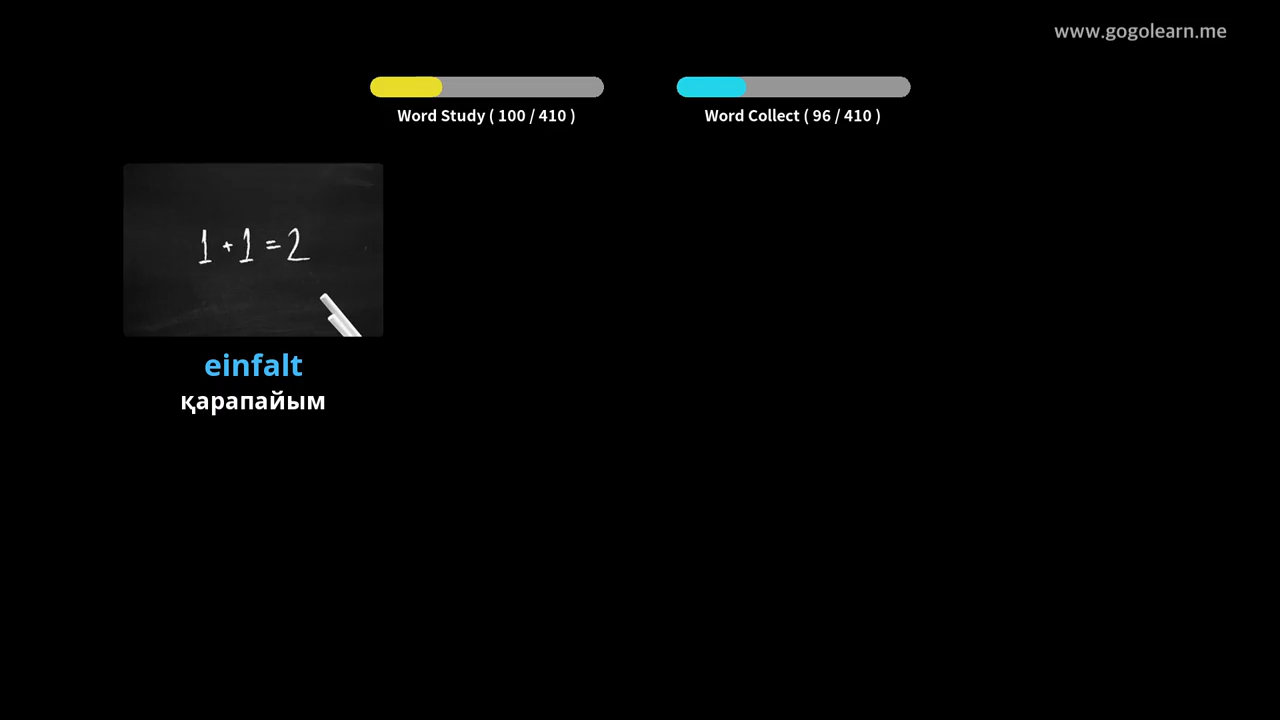 www.gogolearn.me
Word Study ( 100 / 410 )
Word Collect ( 96 / 410 )
1 + 1 = 2
einfalt
қарапайым